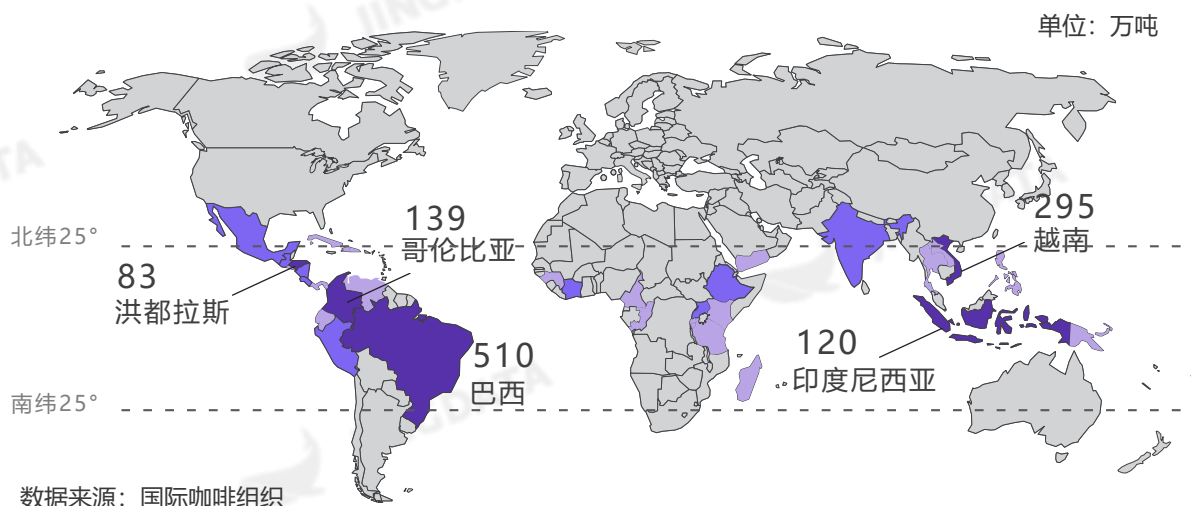 单位：万吨
295
越南
139
哥伦比亚
北纬25°
83
洪都拉斯
120
印度尼西亚
510
巴西
南纬25°
数据来源：国际咖啡组织